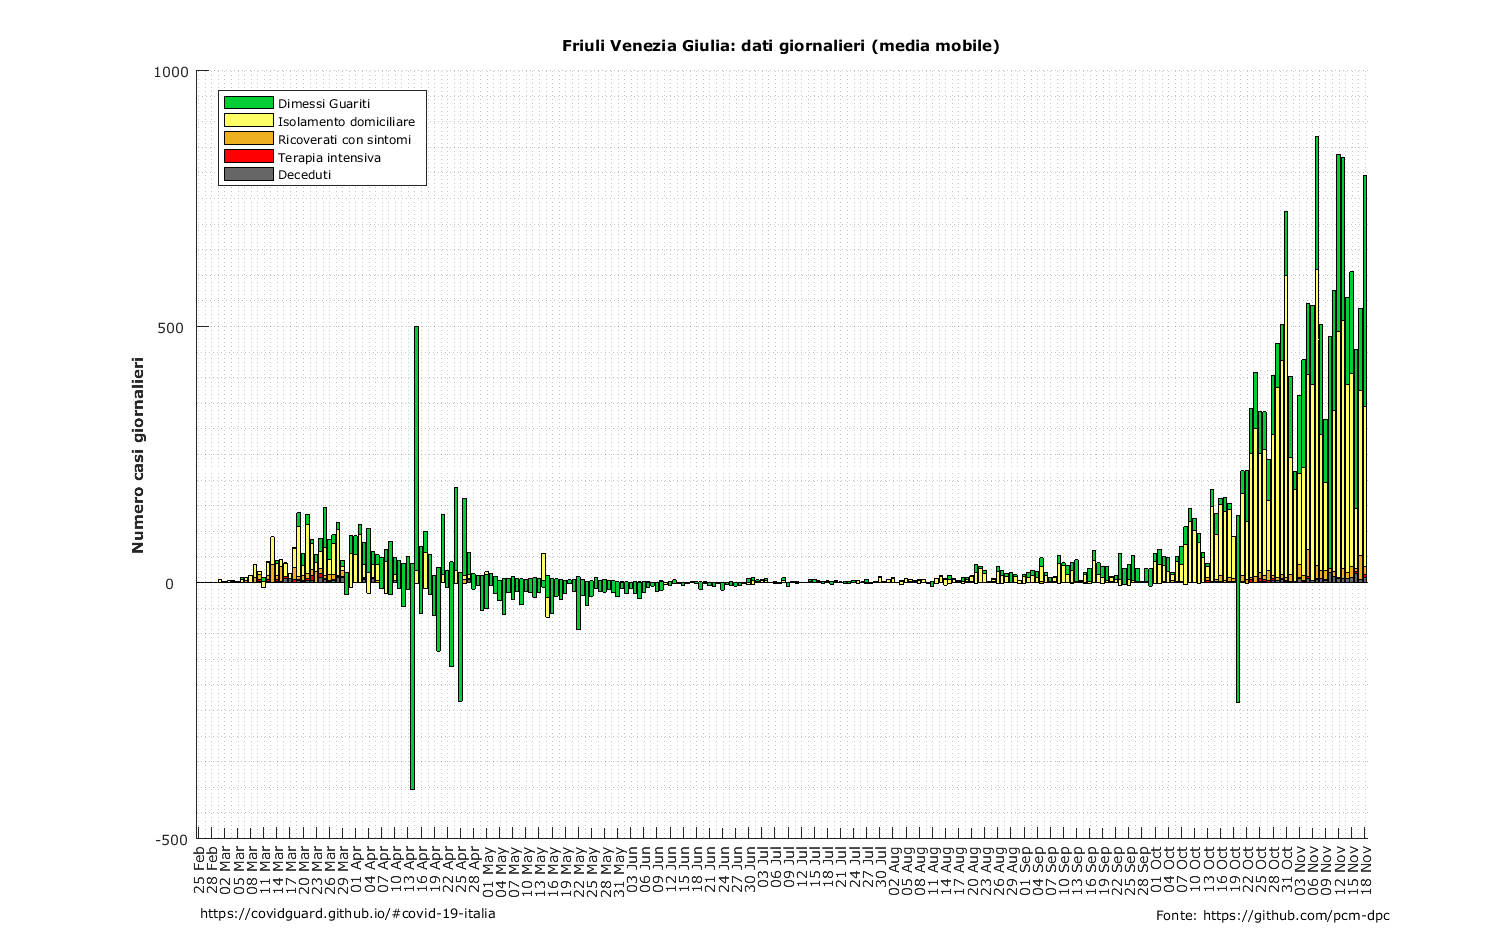 Friuli Venezia Giulia: dati giornalieri (media mobile)
1000
500
0
-500
Numero casi giornalieri
Dimessi Guariti
Isolamento domiciliare
Ricoverati con sintomi
Terapia intensiva
Deceduti
25 Feb
28 Feb
02 Mar
05 Mar
08 Mar
11 Mar
14 Mar
17 Mar
20 Mar
23 Mar
26 Mar
29 Mar
01 Apr
04 Apr
07 Apr
10 Apr
13 Apr
16 Apr
19 Apr
22 Apr
25 Apr
28 Apr
01 May
04 May
07 May
10 May
13 May
16 May
19 May
22 May
25 May
28 May
31 May
03 Jun
06 Jun
09 Jun
12 Jun
15 Jun
18 Jun
21 Jun
24 Jun
27 Jun
30 Jun
03 Jul
06 Jul
09 Jul
12 Jul
15 Jul
18 Jul
21 Jul
24 Jul
27 Jul
30 Jul
02 Aug
05 Aug
08 Aug
11 Aug
14 Aug
17 Aug
20 Aug
23 Aug
26 Aug
29 Aug
01 Sep
04 Sep
07 Sep
10 Sep
13 Sep
16 Sep
19 Sep
22 Sep
25 Sep
28 Sep
01 Oct
04 Oct
07 Oct
10 Oct
13 Oct
16 Oct
19 Oct
22 Oct
25 Oct
28 Oct
31 Oct
03 Nov
06 Nov
09 Nov
12 Nov
15 Nov
18 Nov
https://covidguard.github.io/#covid-19-italia
Fonte: https://github.com/pcm-dpc